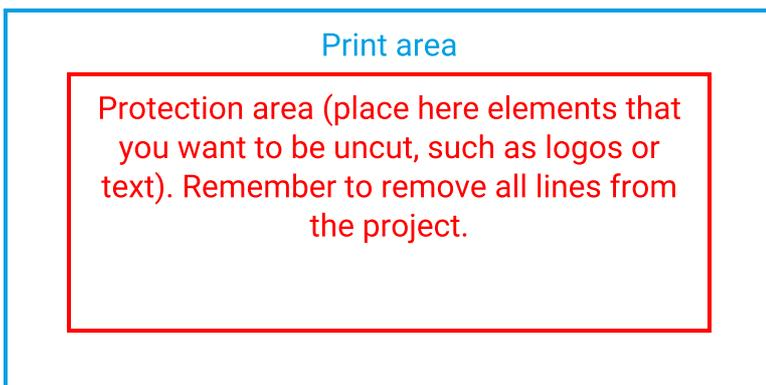 Print area
Protection area (place here elements that
you want to be uncut, such as logos or
text). Remember to remove all lines from
the project.